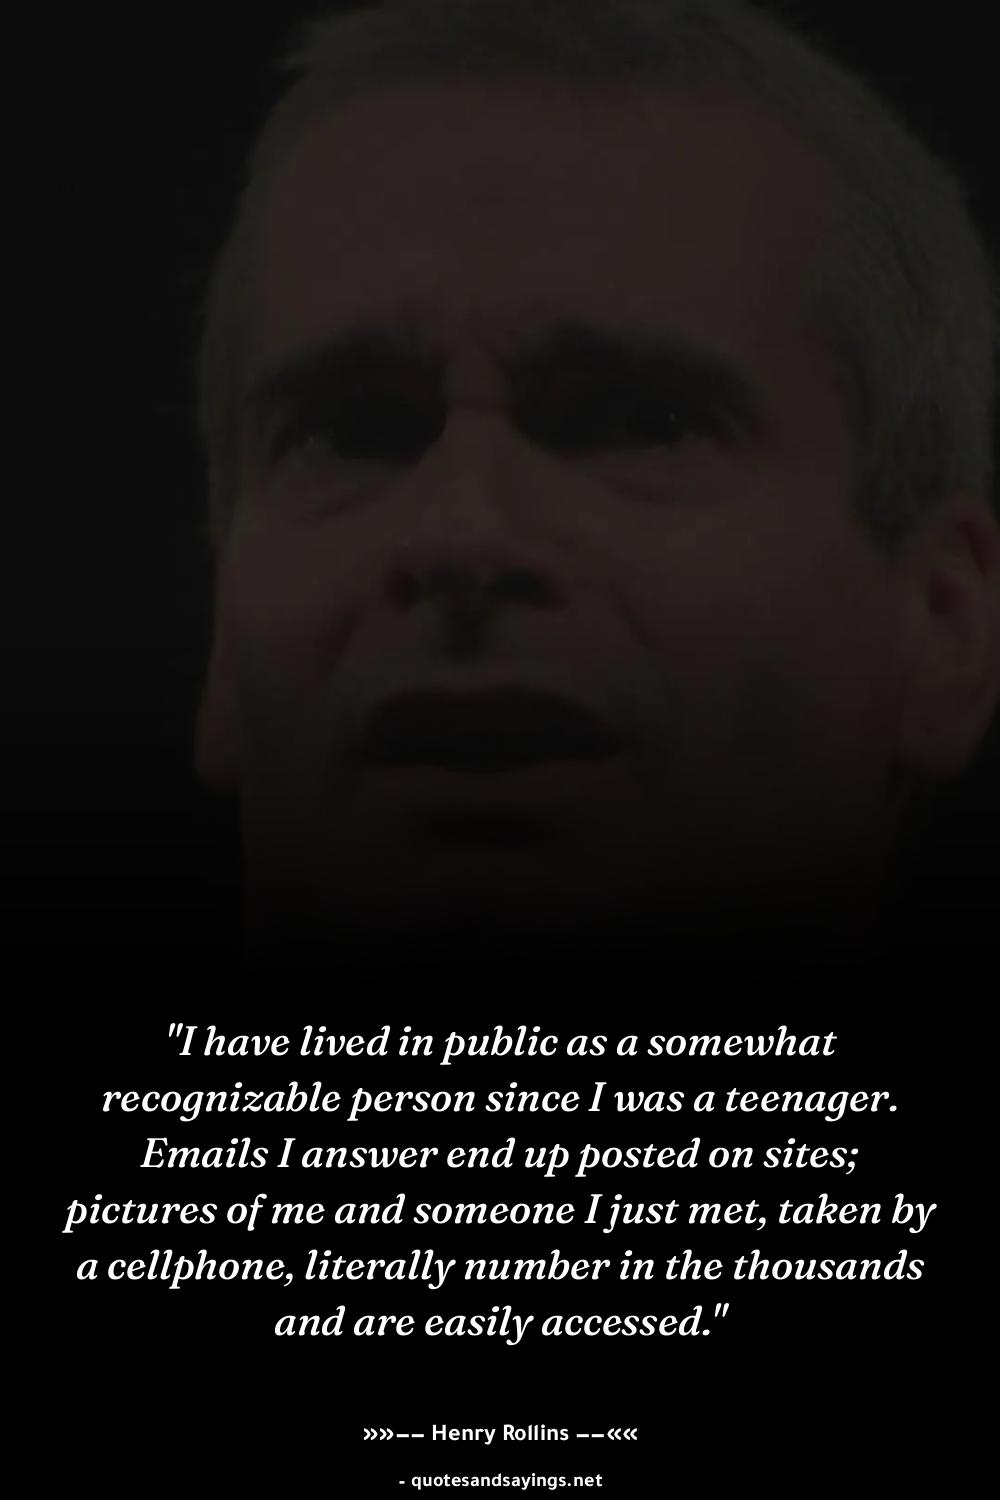 "I have lived in public as a somewhat
recognizable person since I was a teenager.
Emails I answer end up posted on sites;
pictures of me and someone I just met, taken by
a cellphone, literally number in the thousands
and are easily accessed."
»»−− Henry Rollins −−««
- quotesandsayings.net